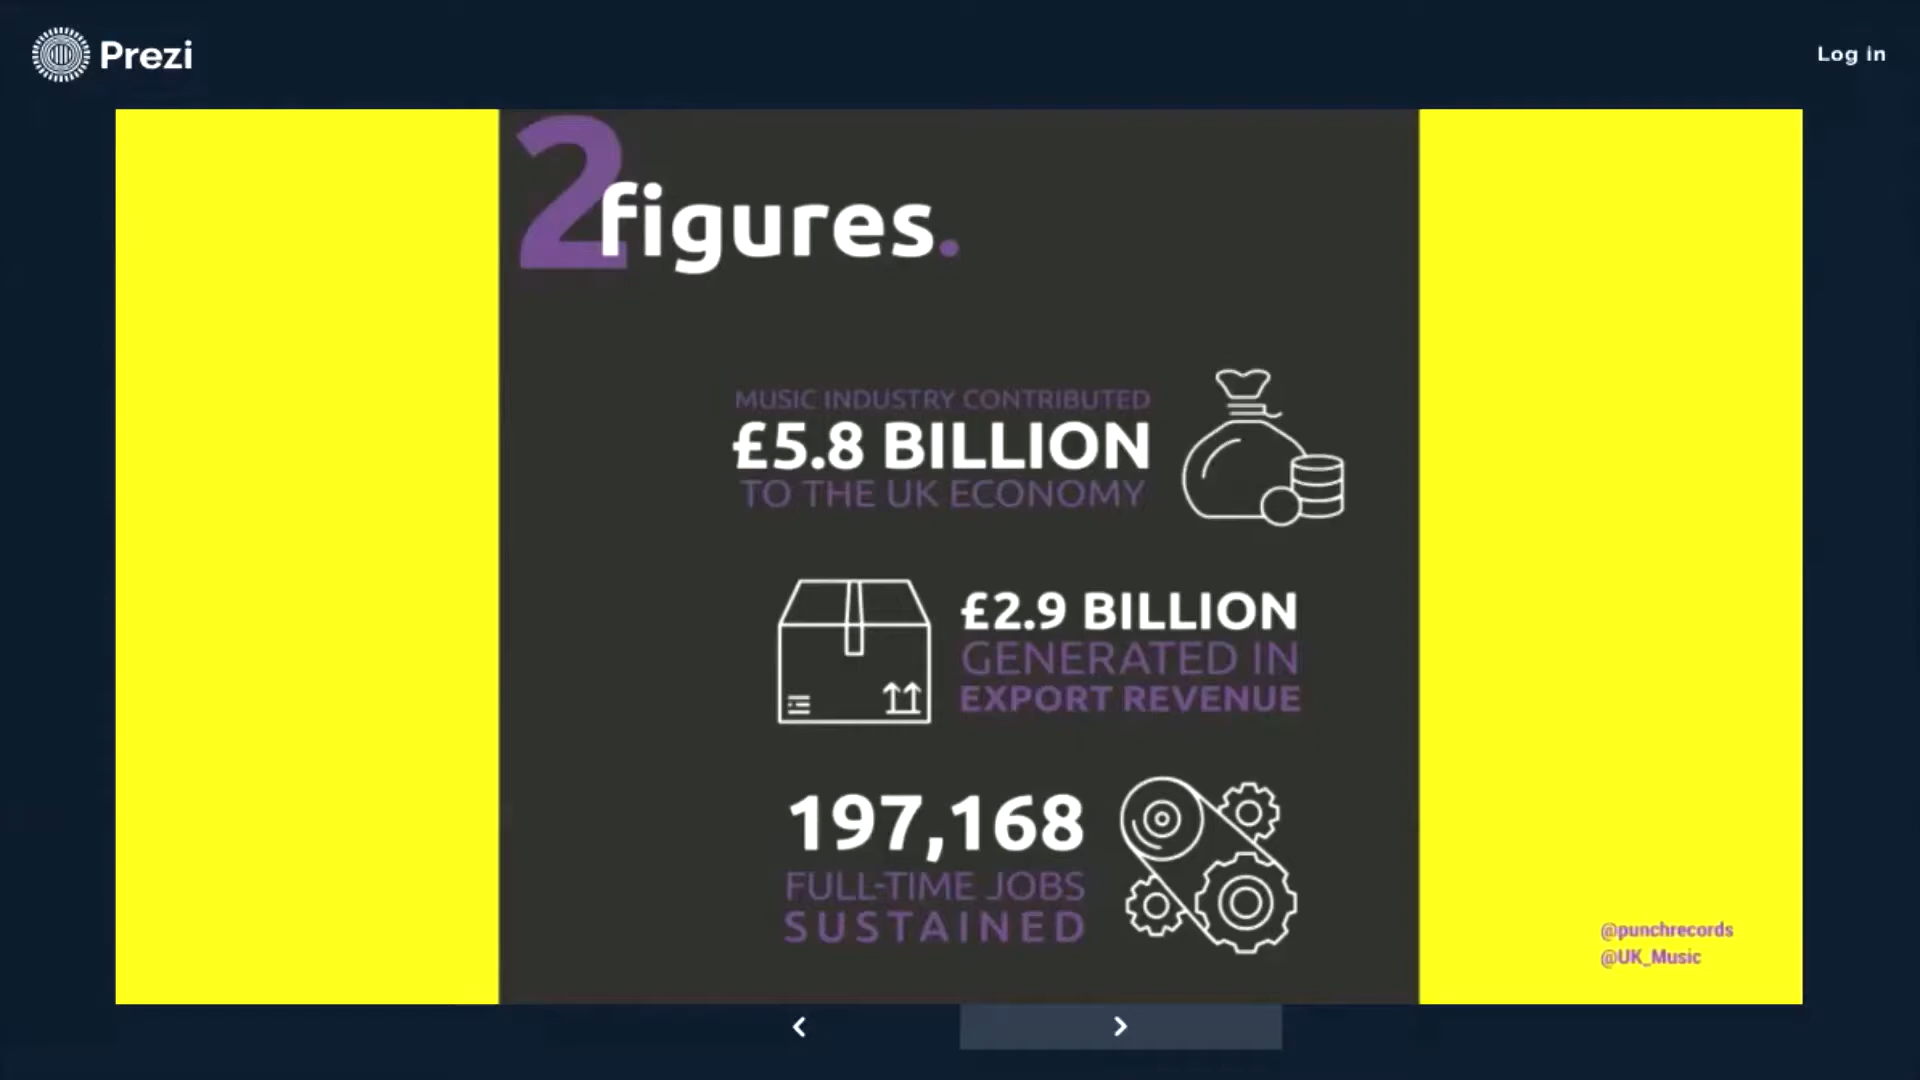 Prezi
Log in
2figures.
MUSIC INDUSTRY CONTRIBUTED
£5.8 BILLION
TO THE UK ECONOMY
£2.9 BILLION
GENERATED IN
EXPORT REVENUE
197,168
FULL-TIME JOBS
SUSTAINED
@punchrecords
@UK_Music